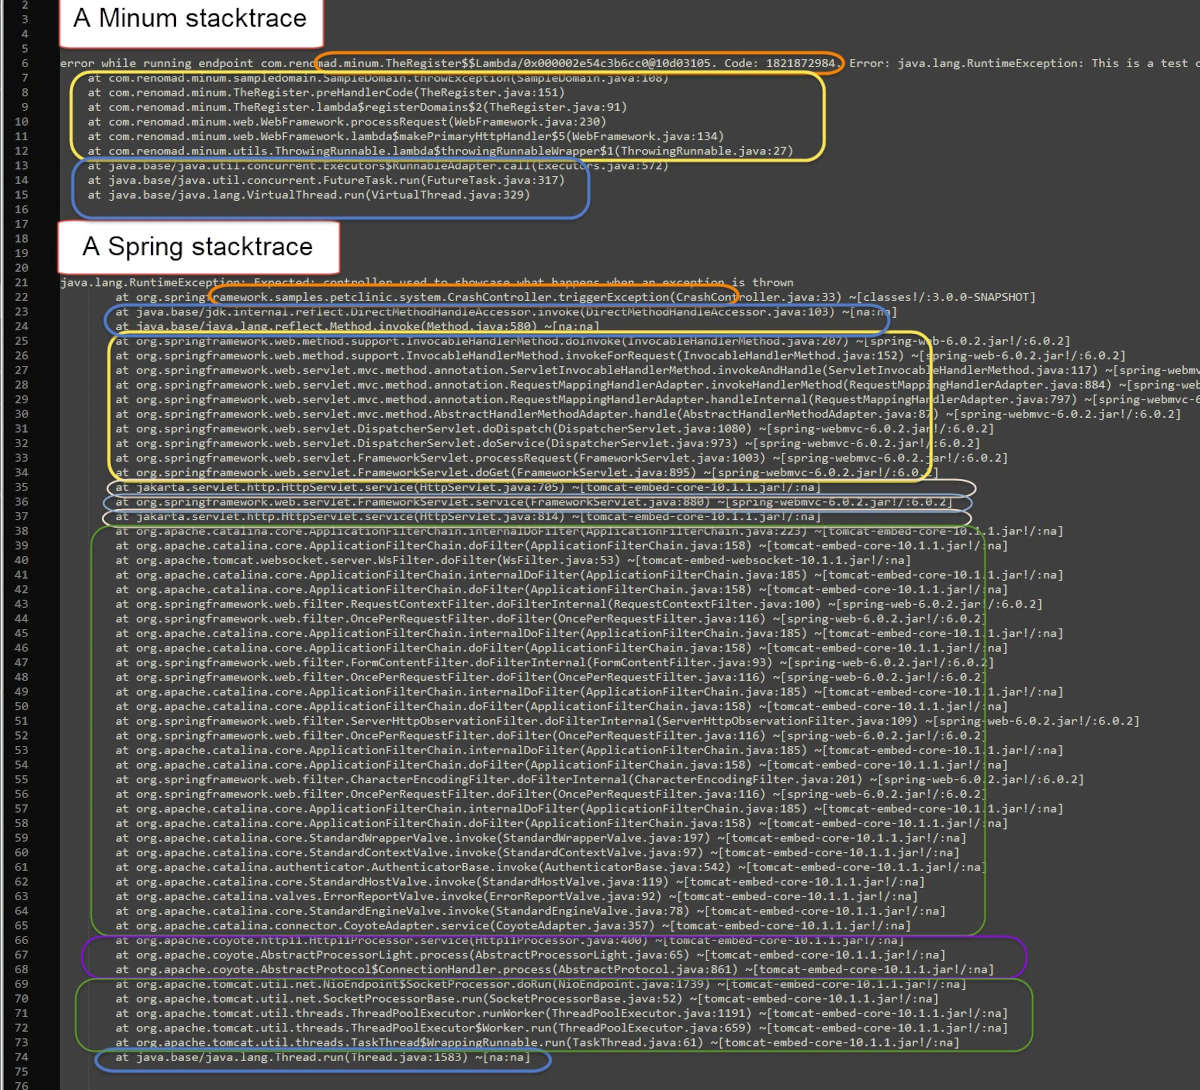 2
3
A Minum stacktrace
4
5
6 error while running endpoint com.renomad.minum.TheRegister$$Lambda/0x000002e54c3b6cc0@10d03105. Code: 1821872984. Error: java.lang.RuntimeException: This is a test
7 at com.renomad.minum.sampledomain.SampleDomain.throwException(SampleDomain.java:108)
8 at com.renomad.minum.TheRegister.preHandlerCode(TheRegister.java:151)
9 at com.renomad.minum.TheRegister.lambda$registerDomains$2(TheRegister.java:91)
10 at com.renomad.minum.web.WebFramework.processRequest(WebFramework.java:230)
11 at com.renomad.minum.web.WebFramework.lambda$makePrimaryHttpHandler$5(WebFramework.java:134)
12 at com.renomad.minum.utils.ThrowingRunnable.lambda$throwingRunnableWrapper$1(ThrowingRunnable.java:27)
13 at java.base/java.util.concurrent.Executors$RunnableAdapter.call(Executors.java:572)
14 at java.base/java.util.concurrent.FutureTask.run(FutureTask.java:317)
15 at java.base/java.lang.VirtualThread.run(VirtualThread.java:329)
16
17
18
A Spring stacktrace
19
20
21 java.lang.RuntimeException: Expected: controller used to showcase what happens when an exception is thrown
22 at org.springframework.samples.petclinic.system.CrashController.triggerException(CrashController.java:33) ~[classes!/:3.0.0-SNAPSHOT]
23 at java.base/jdk.internal.reflect.DirectMethodHandleAccessor.invoke(DirectMethodHandleAccessor.java:103) ~[na:na]
24 at java.base/java.lang.reflect.Method.invoke(Method.java:580) ~[na:na]
25 at org.springframework.web.method.support.InvocableHandlerMethod.doInvoke(InvocableHandlerMethod.java:207) ~[spring-web-6.0.2.jar!/:6.0.2]
26 at org.springframework.web.method.support.InvocableHandlerMethod.invokeForRequest(InvocableHandlerMethod.java:152) ~[spring-web-6.0.2.jar!/:6.0.2]
27 at org.springframework.web.servlet.mvc.method.annotation.ServletInvocableHandlerMethod.invokeAndHandle(ServletInvocableHandlerMethod.java:117) ~[spring-webmv
28 at org.springframework.web.servlet.mvc.method.annotation.RequestMappingHandlerAdapter.invokeHandlerMethod(RequestMappingHandlerAdapter.java:884) ~[spring-web
29 at org.springframework.web.servlet.mvc.method.annotation.RequestMappingHandlerAdapter.handleInternal(RequestMappingHandlerAdapter.java:797) ~[spring-webmvc-6
30 at org.springframework.web.servlet.mvc.method.AbstractHandlerMethodAdapter.handle(AbstractHandlerMethodAdapter.java:87) ~[spring-webmvc-6.0.2.jar!/:6.0.2]
31 at org.springframework.web.servlet.DispatcherServlet.doDispatch(DispatcherServlet.java:1080) ~[spring-webmvc-6.0.2.jar!/:6.0.2]
32 at org.springframework.web.servlet.DispatcherServlet.doService(DispatcherServlet.java:973) ~[spring-webmvc-6.0.2.jar!/:6.0.2]
33 at org.springframework.web.servlet.FrameworkServlet.processRequest(FrameworkServlet.java:1003) ~[spring-webmvc-6.0.2.jar!/:6.0.2]
34 at org.springframework.web.servlet.FrameworkServlet.doGet(FrameworkServlet.java:895) ~[spring-webmvc-6.0.2.jar!/:6.0.2]
35 at jakarta.servlet.http.HttpServlet.service(HttpServlet.java:705) ~[tomcat-embed-core-10.1.1.jar!/:na]
36 at org.springframework.web.servlet.FrameworkServlet.service(FrameworkServlet.java:880) ~[spring-webmvc-6.0.2.jar!/:6.0.2]
37 at jakarta.servlet.http.HttpServlet.service(HttpServlet.java:814) ~[tomcat-embed-core-10.1.1.jar!/:na]
38 at org.apache.catalina.core.ApplicationFilterChain.internalDoFilter(ApplicationFilterChain.java:223) ~[tomcat-embed-core-10.1.1.jar!/:na]
39 at org.apache.catalina.core.ApplicationFilterChain.doFilter(ApplicationFilterChain.java:158) ~[tomcat-embed-core-10.1.1.jar!/:na]
40 at org.apache.tomcat.websocket.server.WsFilter.doFilter(WsFilter.java:53) ~[tomcat-embed-websocket-10.1.1.jar!/:na]
41 at org.apache.catalina.core.ApplicationFilterChain.internalDoFilter(ApplicationFilterChain.java:185) ~[tomcat-embed-core-10.1.1.jar!/:na]
42 at org.apache.catalina.core.ApplicationFilterChain.doFilter(ApplicationFilterChain.java:158) ~[tomcat-embed-core-10.1.1.jar!/:na]
43 at org.springframework.web.filter.RequestContextFilter.doFilterInternal(RequestContextFilter.java:100) ~[spring-web-6.0.2.jar!/:6.0.2]
44 at org.springframework.web.filter.OncePerRequestFilter.doFilter(OncePerRequestFilter.java:116) ~[spring-web-6.0.2.jar!/:6.0.2]
45 at org.apache.catalina.core.ApplicationFilterChain.internalDoFilter(ApplicationFilterChain.java:185) ~[tomcat-embed-core-10.1.1.jar!/:na]
46 at org.apache.catalina.core.ApplicationFilterChain.doFilter(ApplicationFilterChain.java:158) ~[tomcat-embed-core-10.1.1.jar!/:na]
47 at org.springframework.web.filter.FormContentFilter.doFilterInternal(FormContentFilter.java:93) ~[spring-web-6.0.2.jar!/:6.0.2]
48 at org.springframework.web.filter.OncePerRequestFilter.doFilter(OncePerRequestFilter.java:116) ~[spring-web-6.0.2.jar!/:6.0.2]
49 at org.apache.catalina.core.ApplicationFilterChain.internalDoFilter(ApplicationFilterChain.java:185) ~[tomcat-embed-core-10.1.1.jar!/:na]
50 at org.apache.catalina.core.ApplicationFilterChain.doFilter(ApplicationFilterChain.java:158) ~[tomcat-embed-core-10.1.1.jar!/:na]
51 at org.springframework.web.filter.ServerHttpObservationFilter.doFilterInternal(ServerHttpObservationFilter.java:109) ~[spring-web-6.0.2.jar!/:6.0.2]
52 at org.springframework.web.filter.OncePerRequestFilter.doFilter(OncePerRequestFilter.java:116) ~[spring-web-6.0.2.jar!/:6.0.2]
53 at org.apache.catalina.core.ApplicationFilterChain.internalDoFilter(ApplicationFilterChain.java:185) ~[tomcat-embed-core-10.1.1.jar!/:na]
54 at org.apache.catalina.core.ApplicationFilterChain.doFilter(ApplicationFilterChain.java:158) ~[tomcat-embed-core-10.1.1.jar!/:na]
55 at org.springframework.web.filter.CharacterEncodingFilter.doFilterInternal(CharacterEncodingFilter.java:201) ~[spring-web-6.0.2.jar!/:6.0.2]
56 at org.springframework.web.filter.OncePerRequestFilter.doFilter(OncePerRequestFilter.java:116) ~[spring-web-6.0.2.jar!/:6.0.2]
57 at org.apache.catalina.core.ApplicationFilterChain.internalDoFilter(ApplicationFilterChain.java:185) ~[tomcat-embed-core-10.1.1.jar!/:na]
58 at org.apache.catalina.core.ApplicationFilterChain.doFilter(ApplicationFilterChain.java:158) ~[tomcat-embed-core-10.1.1.jar!/:na]
59 at org.apache.catalina.core.StandardWrapperValve.invoke(StandardWrapperValve.java:197) ~[tomcat-embed-core-10.1.1.jar!/:na]
60 at org.apache.catalina.core.StandardContextValve.invoke(StandardContextValve.java:97) ~[tomcat-embed-core-10.1.1.jar!/:na]
61 at org.apache.catalina.authenticator.AuthenticatorBase.invoke(AuthenticatorBase.java:542) ~[tomcat-embed-core-10.1.1.jar!/:na]
62 at org.apache.catalina.core.StandardHostValve.invoke(StandardHostValve.java:119) ~[tomcat-embed-core-10.1.1.jar!/:na]
63 at org.apache.catalina.valves.ErrorReportValve.invoke(ErrorReportValve.java:92) ~[tomcat-embed-core-10.1.1.jar!/:na]
64 at org.apache.catalina.core.StandardEngineValve.invoke(StandardEngineValve.java:78) ~[tomcat-embed-core-10.1.1.jar!/:na]
65 at org.apache.catalina.connector.CoyoteAdapter.service(CoyoteAdapter.java:357) ~[tomcat-embed-core-10.1.1.jar!/:na]
66 at org.apache.coyote.http11.Http11Processor.service(Http11Processor.java:400) ~[tomcat-embed-core-10.1.1.jar!/:na]
67 at org.apache.coyote.AbstractProcessorLight.process(AbstractProcessorLight.java:65) ~[tomcat-embed-core-10.1.1.jar!/:na]
68 at org.apache.coyote.AbstractProtocol$ConnectionHandler.process(AbstractProtocol.java:861) ~[tomcat-embed-core-10.1.1.jar!/:na]
69 at org.apache.tomcat.util.net.NioEndpoint$SocketProcessor.doRun(NioEndpoint.java:1739) ~[tomcat-embed-core-10.1.1.jar!/:na]
70 at org.apache.tomcat.util.net.SocketProcessorBase.run(SocketProcessorBase.java:52) ~[tomcat-embed-core-10.1.1.jar!/:na]
71 at org.apache.tomcat.util.threads.ThreadPoolExecutor.runWorker(ThreadPoolExecutor.java:1191) ~[tomcat-embed-core-10.1.1.jar!/:na]
72 at org.apache.tomcat.util.threads.ThreadPoolExecutor$Worker.run(ThreadPoolExecutor.java:659) ~[tomcat-embed-core-10.1.1.jar!/:na]
73 at org.apache.tomcat.util.threads.TaskThread$WrappingRunnable.run(TaskThread.java:61) ~[tomcat-embed-core-10.1.1.jar!/:na]
74 at java.base/java.lang.Thread.run(Thread.java:1583) ~[na:na]
75
76